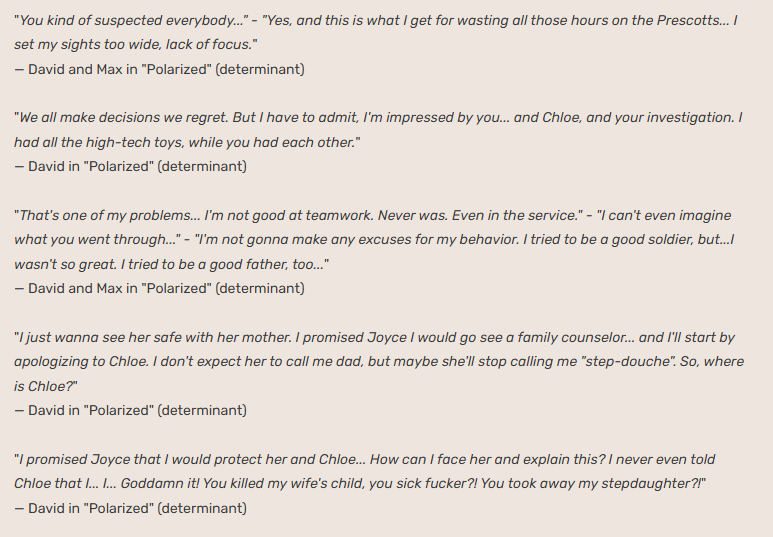 "You kind of suspected everybody..." - "Yes, and this is what I get for wasting all those hours on the Prescotts... I
set my sights too wide, lack of focus."
— David and Max in "Polarized" (determinant)
"We all make decisions we regret. But I have to admit, I'm impressed by you... and Chloe, and your investigation. I
had all the high-tech toys, while you had each other."
— David in "Polarized" (determinant)
"That's one of my problems... I'm not good at teamwork. Never was. Even in the service." - "I can't even imagine
what you went through..." - "I'm not gonna make any excuses for my behavior. I tried to be a good soldier, but...I
wasn't so great. I tried to be a good father, too..."
— David and Max in "Polarized" (determinant)
"I just wanna see her safe with her mother. I promised Joyce I would go see a family counselor... and I'll start by
apologizing to Chloe. I don't expect her to call me dad, but maybe she'll stop calling me "step-douche". So, where
is Chloe?"
— David in "Polarized" (determinant)
"I promised Joyce that I would protect her and Chloe... How can I face her and explain this? I never even told
Chloe that I... I... Goddamn it! You killed my wife's child, you sick fucker?! You took away my stepdaughter?!"
— David in "Polarized" (determinant)